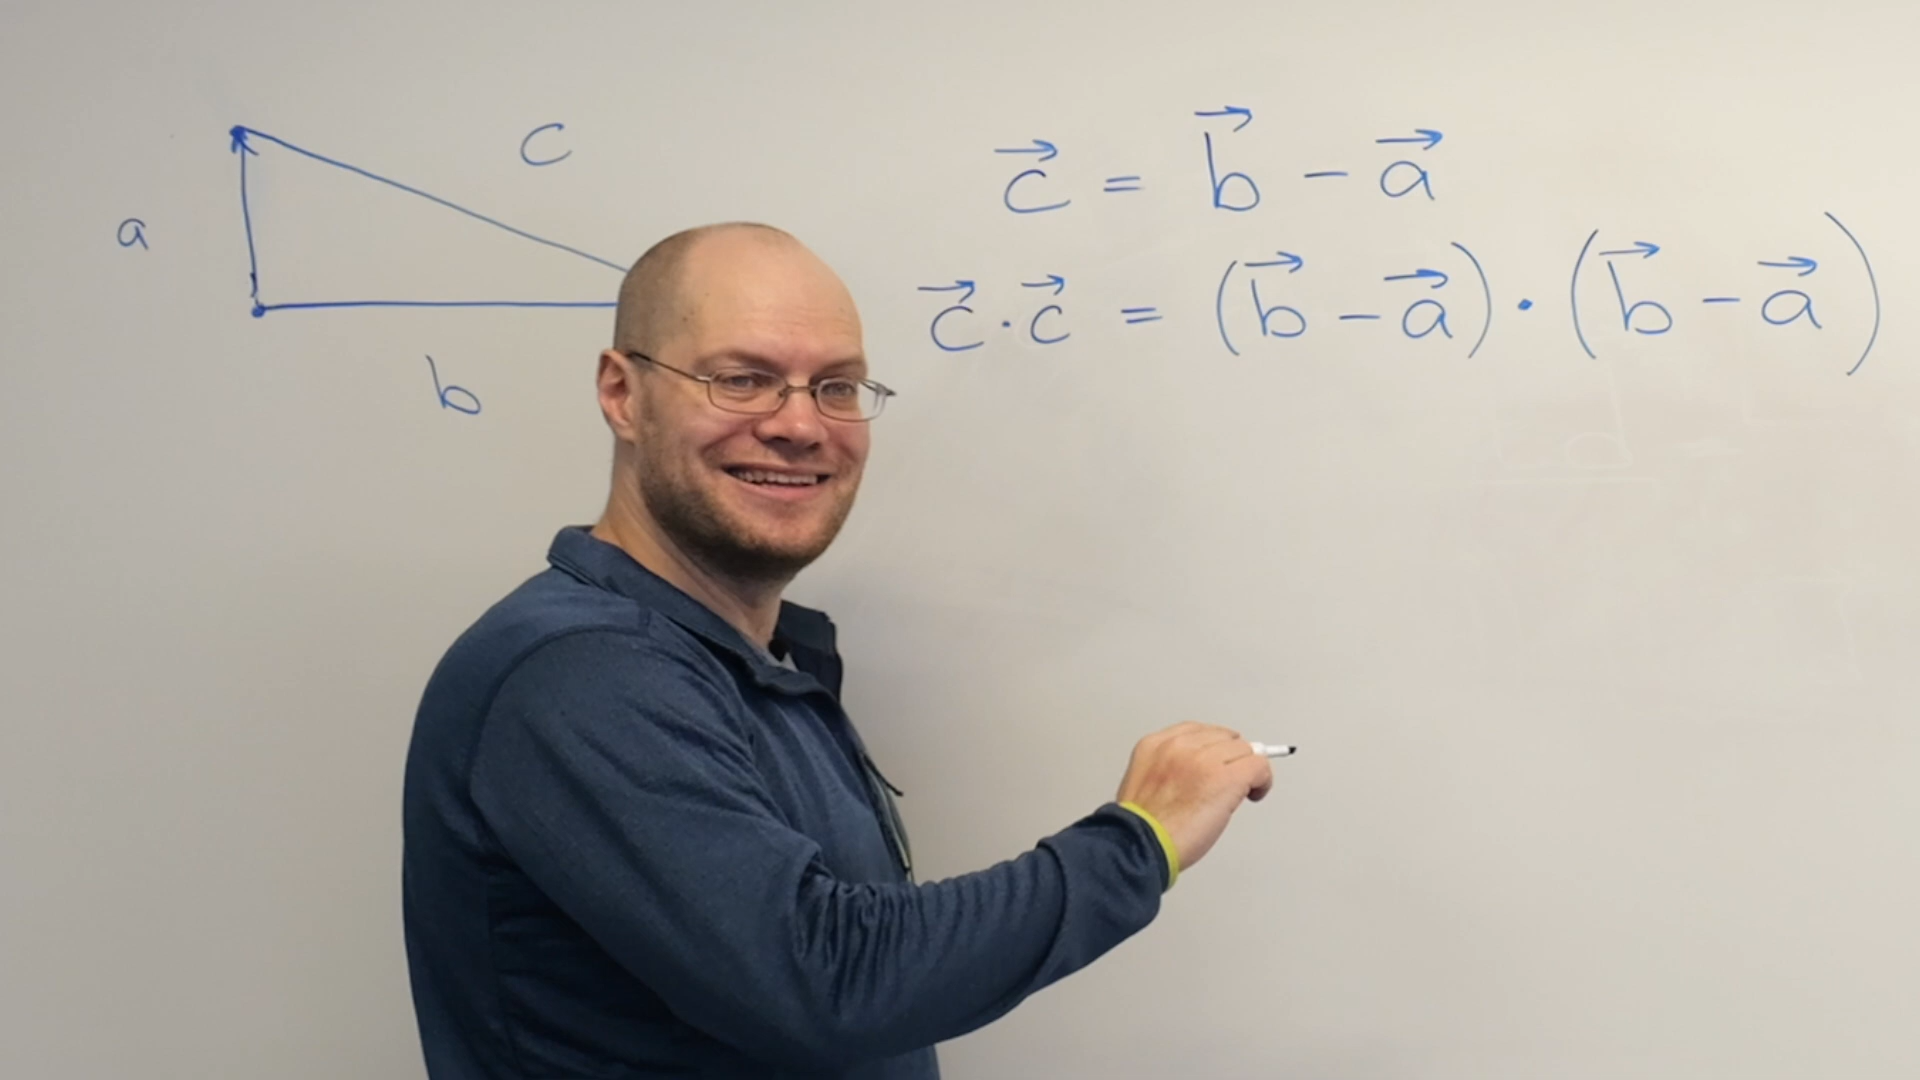 c
a
b
c⃗ = b⃗ − a⃗
c⃗ · c⃗ = (b⃗ − a⃗) · (b⃗ − a⃗)